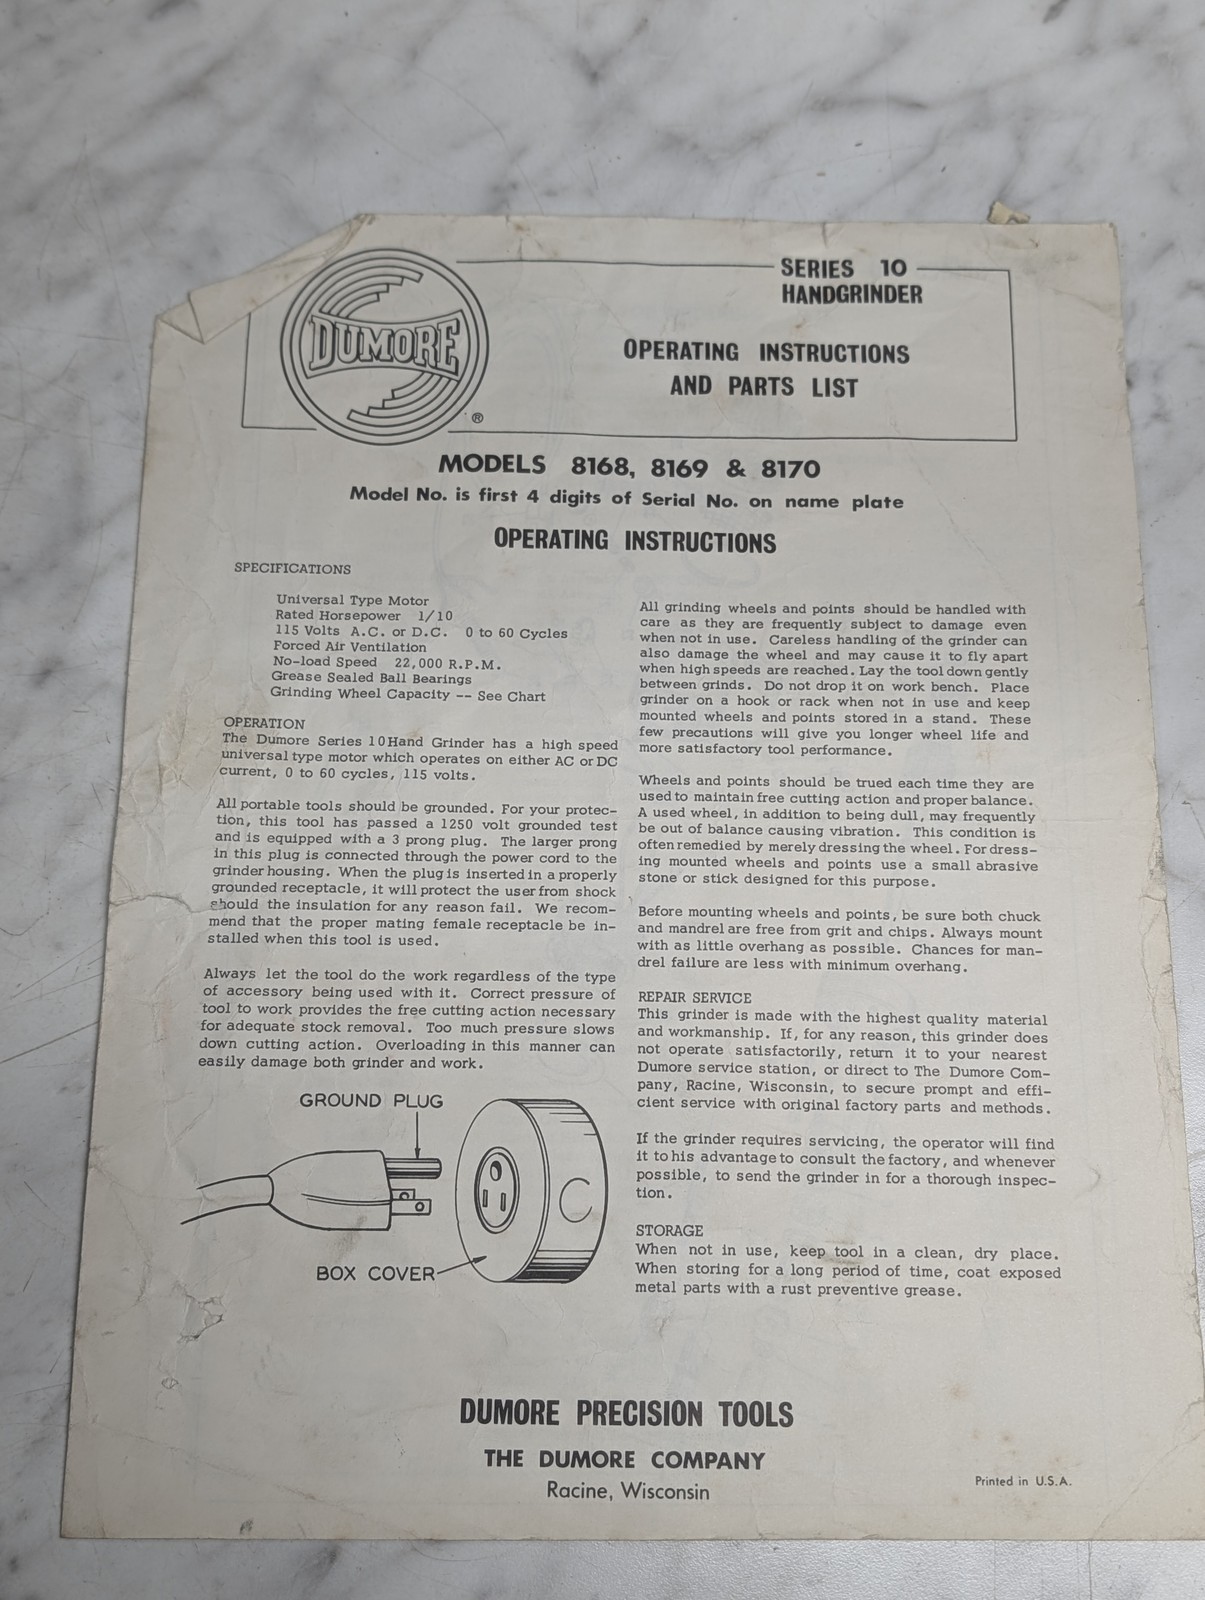 DUMORE
®
SERIES 10
HANDGRINDER
OPERATING INSTRUCTIONS
AND PARTS LIST
MODELS 8168, 8169 & 8170
Model No. is first 4 digits of Serial No. on name plate
OPERATING INSTRUCTIONS
SPECIFICATIONS
Universal Type Motor
Rated Horsepower 1/10
115 Volts A.C. or D.C. 0 to 60 Cycles
Forced Air Ventilation
No-load Speed 22,000 R.P.M.
Grease Sealed Ball Bearings
Grinding Wheel Capacity -- See Chart
OPERATION
The Dumore Series 10 Hand Grinder has a high speed
universal type motor which operates on either AC or DC
current, 0 to 60 cycles, 115 volts.
All portable tools should be grounded. For your protec-
tion, this tool has passed a 1250 volt grounded test
and is equipped with a 3 prong plug. The larger prong
in this plug is connected through the power cord to the
grinder housing. When the plug is inserted in a properly
grounded receptacle, it will protect the user from shock
should the insulation for any reason fail. We recom-
mend that the proper mating female receptacle be in-
stalled when this tool is used.
Always let the tool do the work regardless of the type
of accessory being used with it. Correct pressure of
tool to work provides the free cutting action necessary
for adequate stock removal. Too much pressure slows
down cutting action. Overloading in this manner can
easily damage both grinder and work.
GROUND PLUG
BOX COVER
All grinding wheels and points should be handled with
care as they are frequently subject to damage even
when not in use. Careless handling of the grinder can
also damage the wheel and may cause it to fly apart
when high speeds are reached. Lay the tool down gently
between grinds. Do not drop it on work bench. Place
grinder on a hook or rack when not in use and keep
mounted wheels and points stored in a stand. These
few precautions will give you longer wheel life and
more satisfactory tool performance.
Wheels and points should be trued each time they are
used to maintain free cutting action and proper balance.
A used wheel, in addition to being dull, may frequently
be out of balance causing vibration. This condition is
often remedied by merely dressing the wheel. For dress-
ing mounted wheels and points use a small abrasive
stone or stick designed for this purpose.
Before mounting wheels and points, be sure both chuck
and mandrel are free from grit and chips. Always mount
with as little overhang as possible. Chances for man-
drel failure are less with minimum overhang.
REPAIR SERVICE
This grinder is made with the highest quality material
and workmanship. If, for any reason, this grinder does
not operate satisfactorily, return it to your nearest
Dumore service station, or direct to The Dumore Com-
pany, Racine, Wisconsin, to secure prompt and effi-
cient service with original factory parts and methods.
If the grinder requires servicing, the operator will find
it to his advantage to consult the factory, and whenever
possible, to send the grinder in for a thorough inspec-
tion.
STORAGE
When not in use, keep tool in a clean, dry place.
When storing for a long period of time, coat exposed
metal parts with a rust preventive grease.
DUMORE PRECISION TOOLS
THE DUMORE COMPANY
Racine, Wisconsin
Printed in U.S.A.